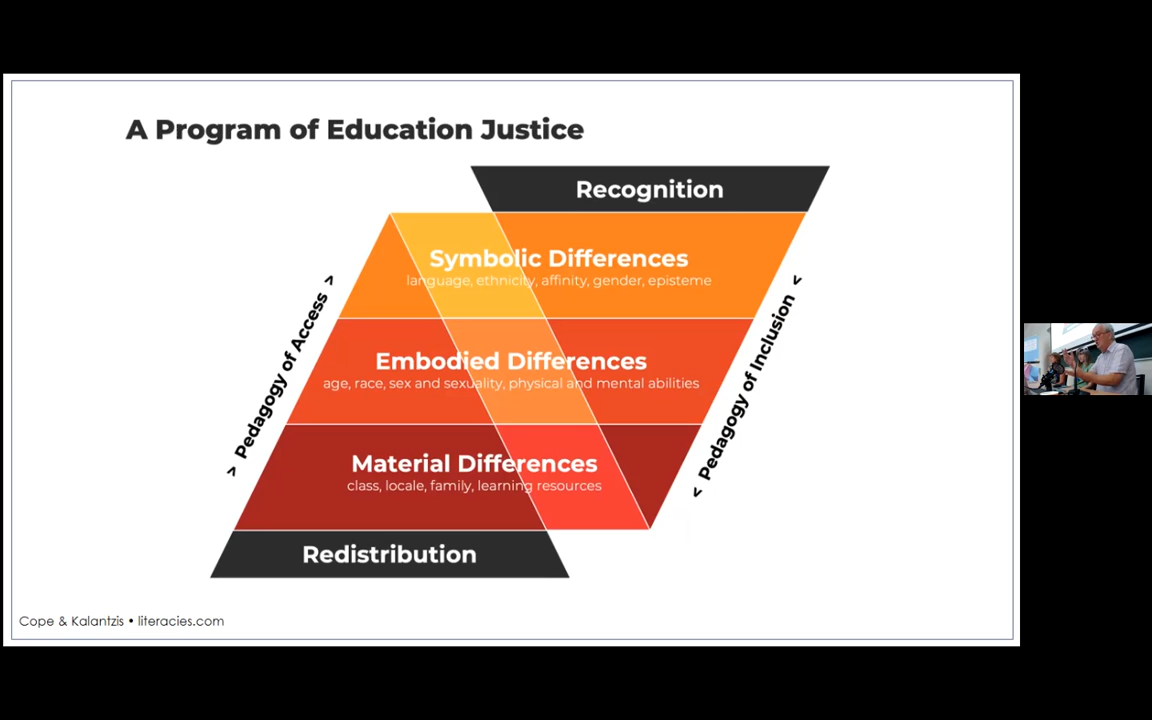 A Program of Education Justice
Recognition
Symbolic Differences
language, ethnicity, affinity, gender, episteme
> Pedagogy of Access >
Embodied Differences
age, race, sex and sexuality, physical and mental abilities
< Pedagogy of Inclusion <
Material Differences
class, locale, family, learning resources
Redistribution
Cope & Kalantzis • literacies.com